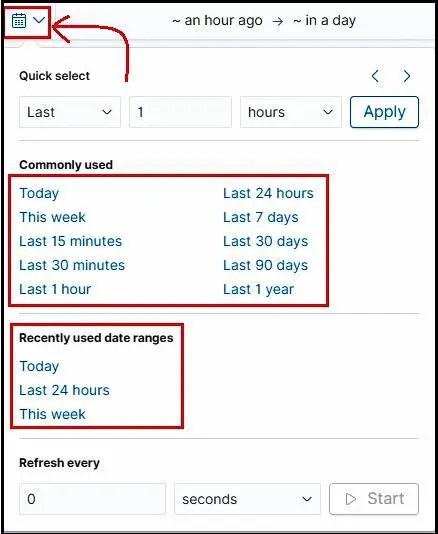 ~ an hour ago → ~ in a day
Quick select
Last 1 hours Apply
Commonly used
Today Last 24 hours
This week Last 7 days
Last 15 minutes Last 30 days
Last 30 minutes Last 90 days
Last 1 hour Last 1 year
Recently used date ranges
Today
Last 24 hours
This week
Refresh every
0 seconds Start